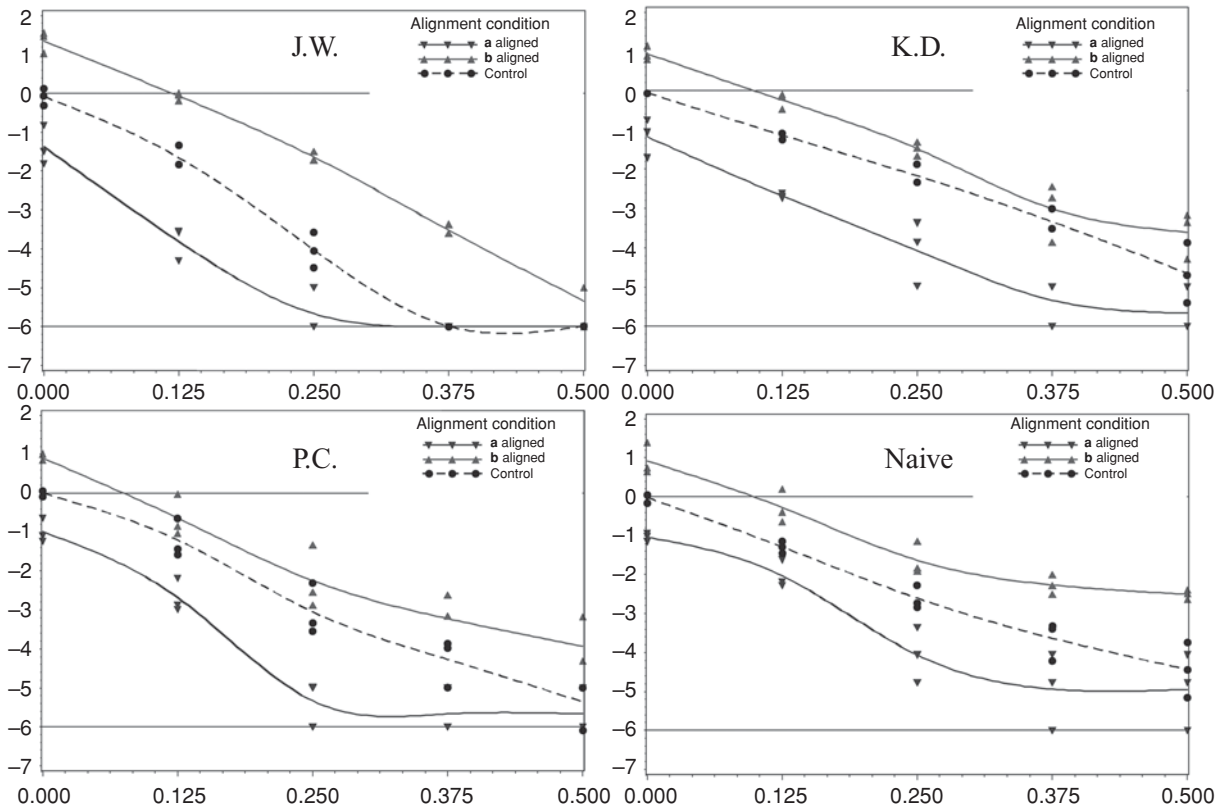 J.W.
Alignment condition
a aligned
b aligned
Control
2
1
0
–1
–2
–3
–4
–5
–6
–7
0.000 0.125 0.250 0.375 0.500
K.D.
Alignment condition
a aligned
b aligned
Control
2
1
0
–1
–2
–3
–4
–5
–6
–7
0.000 0.125 0.250 0.375 0.500
P.C.
Alignment condition
a aligned
b aligned
Control
2
1
0
–1
–2
–3
–4
–5
–6
–7
0.000 0.125 0.250 0.375 0.500
Naive
Alignment condition
a aligned
b aligned
Control
2
1
0
–1
–2
–3
–4
–5
–6
–7
0.000 0.125 0.250 0.375 0.500